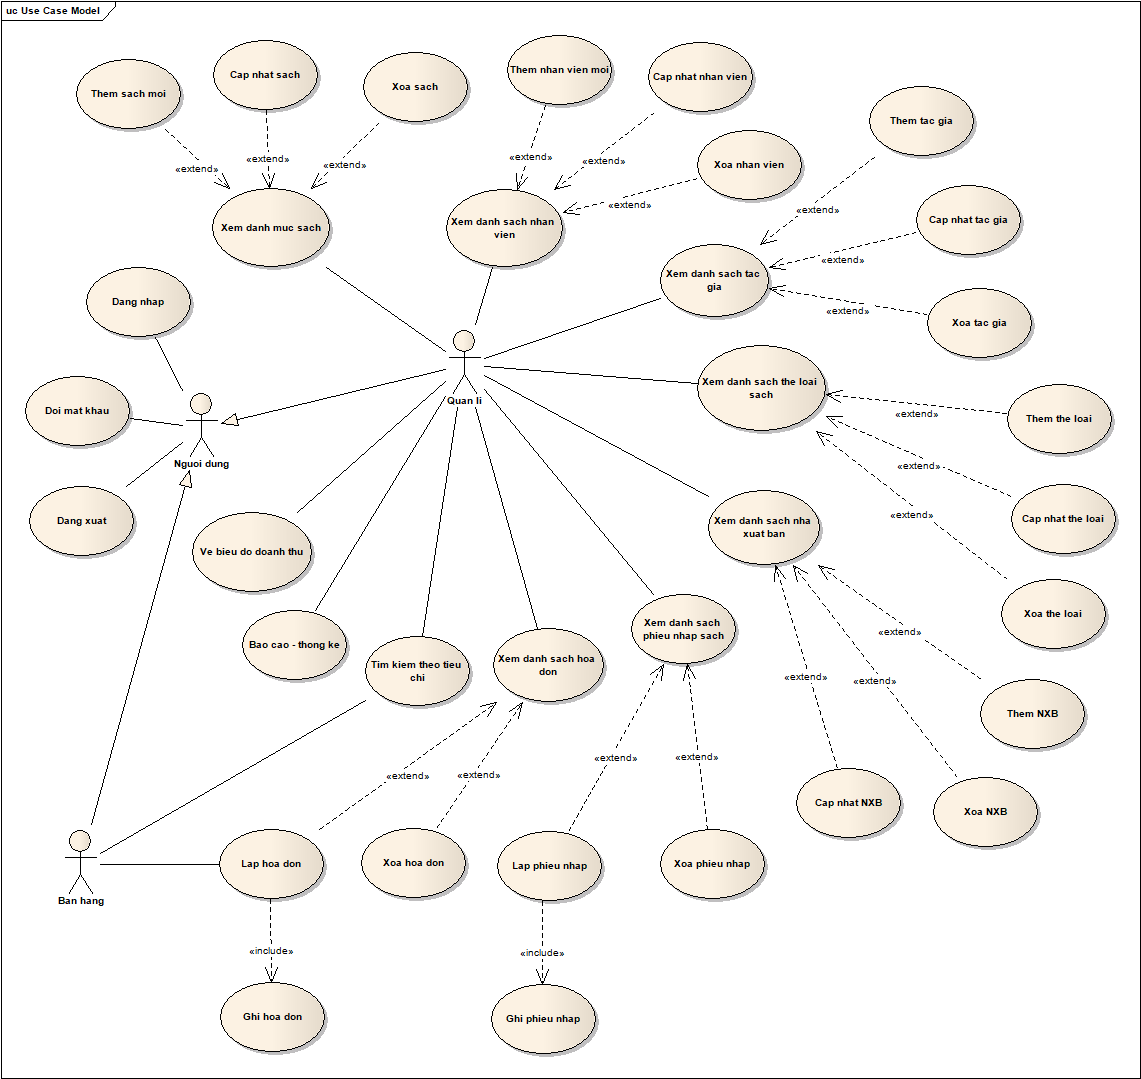 uc Use Case Model
Them sach moi
Cap nhat sach
Xoa sach
Them nhan vien moi
Cap nhat nhan vien
Xoa nhan vien
Them tac gia
«extend»
«extend»
«extend»
«extend»
«extend»
«extend»
Xem danh muc sach
Xem danh sach nhan
vien
Cap nhat tac gia
«extend»
«extend»
«extend»
Xem danh sach tac
gia
Xoa tac gia
Dang nhap
Doi mat khau
Dang xuat
Nguoi dung
Quan li
Xem danh sach the loai
sach
«extend»
«extend»
«extend»
Them the loai
Cap nhat the loai
Xoa the loai
Ve bieu do doanh thu
Xem danh sach nha
xuat ban
Bao cao - thong ke
Tim kiem theo tieu
chi
Xem danh sach hoa
don
Xem danh sach
phieu nhap sach
«extend»
«extend»
«extend»
Them NXB
Cap nhat NXB
Xoa NXB
«extend»
«extend»
«extend»
«extend»
Ban hang
Lap hoa don
Xoa hoa don
Lap phieu nhap
Xoa phieu nhap
«include»
«include»
Ghi hoa don
Ghi phieu nhap